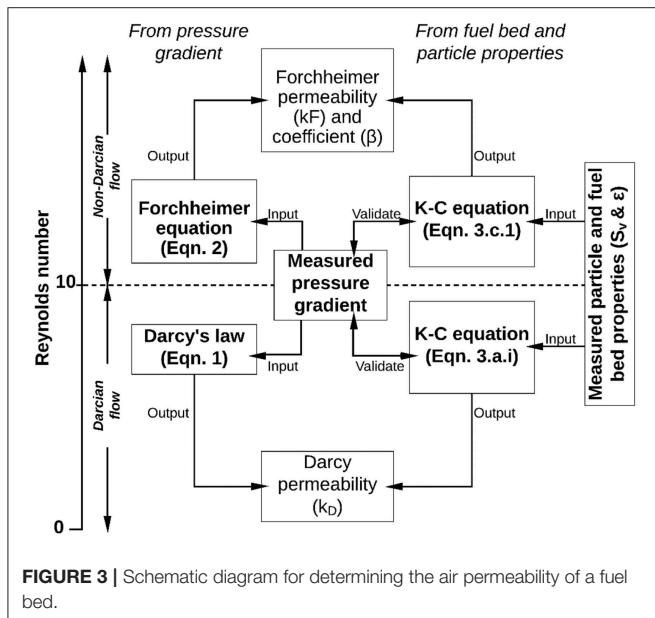 From pressure
gradient
From fuel bed and
particle properties
Forchheimer
permeability
(kF) and
coefficient (β)
Output
Output
Non-Darcian
flow
Forchheimer
equation
(Eqn. 2)
Input
Validate
K-C equation
(Eqn. 3.c.1)
Input
Measured
pressure
gradient
Reynolds number
10
Measured particle and fuel
bed properties (Sᵥ & ε)
Darcy's law
(Eqn. 1)
Input
Validate
K-C equation
(Eqn. 3.a.i)
Input
Darcian
flow
Output
Output
Darcy
permeability
(k_D)
0
FIGURE 3 | Schematic diagram for determining the air permeability of a fuel
bed.